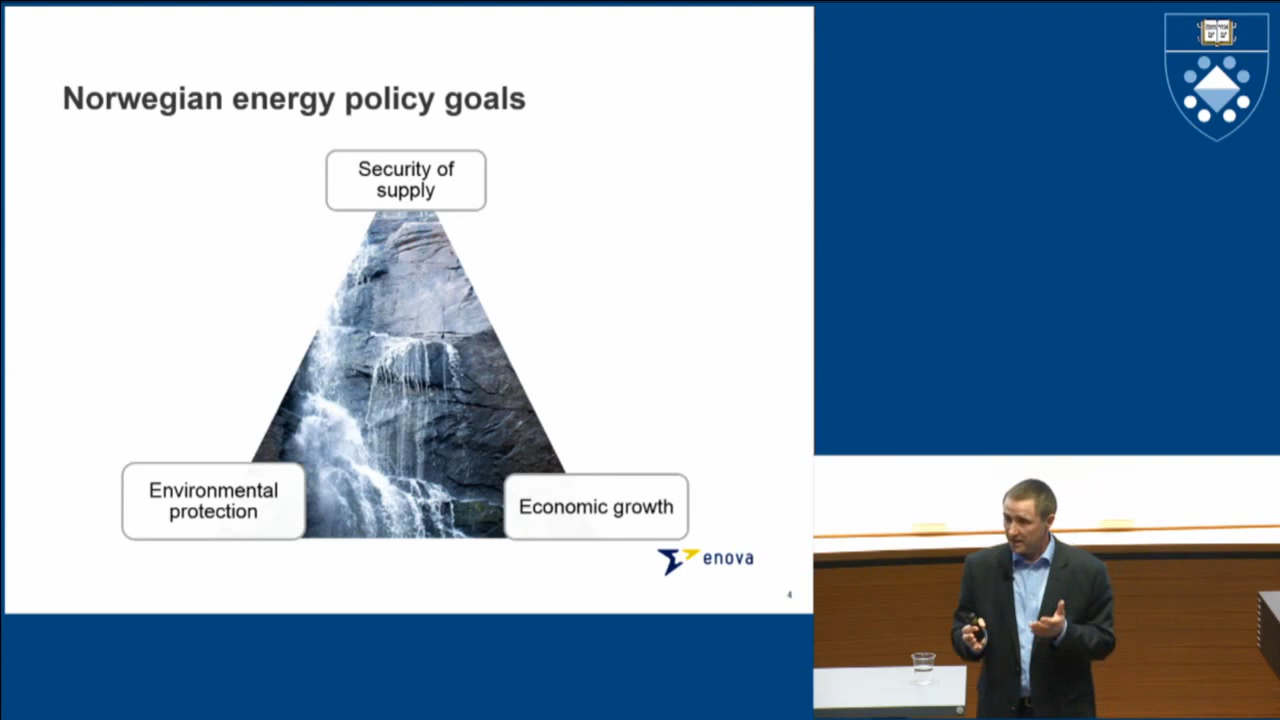 Norwegian energy policy goals
Security of
supply
Environmental
protection
Economic growth
enova
4